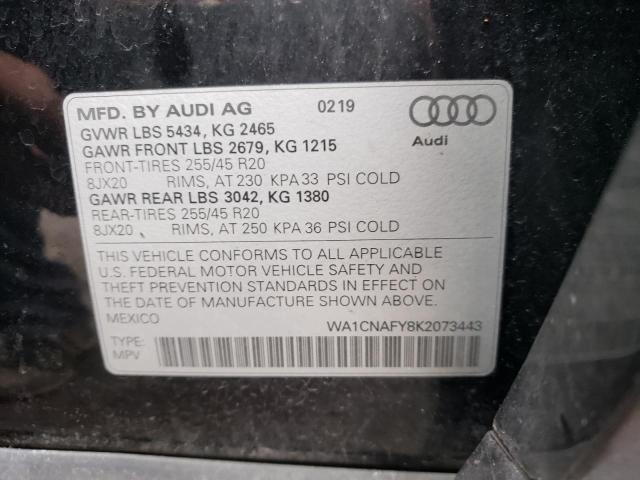 MFD. BY AUDI AG 0219
GVWR LBS 5434, KG 2465
GAWR FRONT LBS 2679, KG 1215
FRONT-TIRES 255/45 R20
8JX20 RIMS, AT 230 KPA 33 PSI COLD
GAWR REAR LBS 3042, KG 1380
REAR-TIRES 255/45 R20
8JX20 RIMS, AT 250 KPA 36 PSI COLD
Audi
THIS VEHICLE CONFORMS TO ALL APPLICABLE
U.S. FEDERAL MOTOR VEHICLE SAFETY AND
THEFT PREVENTION STANDARDS IN EFFECT ON
THE DATE OF MANUFACTURE SHOWN ABOVE.
MEXICO WA1CNAFY8K2073443
TYPE:
MPV